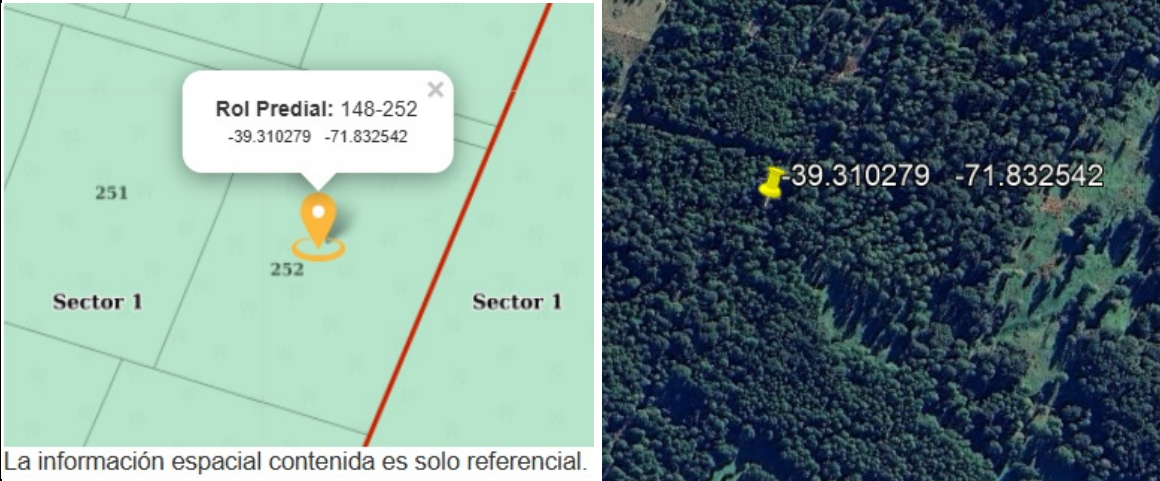 Rol Predial: 148-252
-39.310279 -71.832542
251
252
Sector 1
Sector 1
La información espacial contenida es solo referencial.
-39.310279 -71.832542